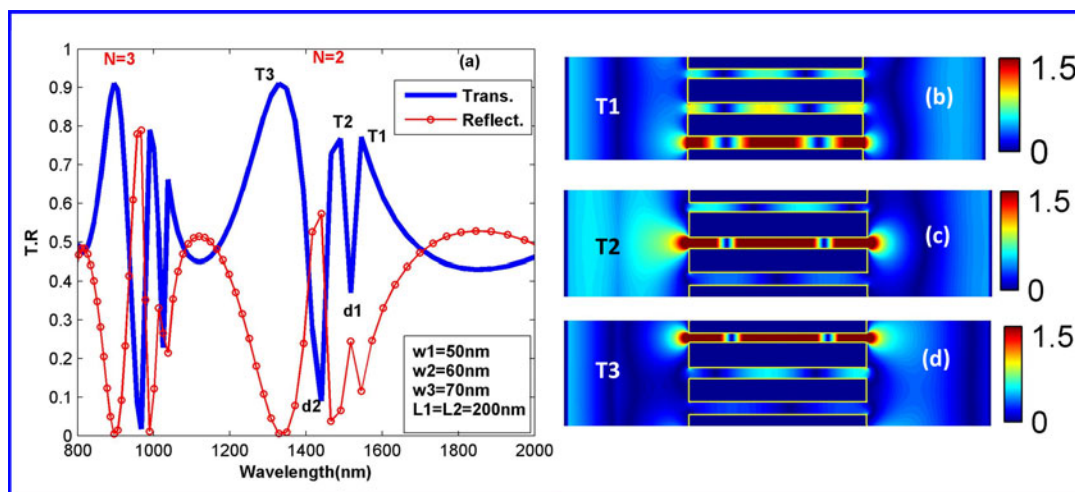 N=3
N=2
(a)
T3
T2
T1
Trans.
Reflect.
d1
d2
w1=50nm
w2=60nm
w3=70nm
L1=L2=200nm
T.R
1
0.9
0.8
0.7
0.6
0.5
0.4
0.3
0.2
0.1
0
800
1000
1200
1400
1600
1800
2000
Wavelength(nm)
T1
(b)
1.5
0
T2
(c)
1.5
0
T3
(d)
1.5
0